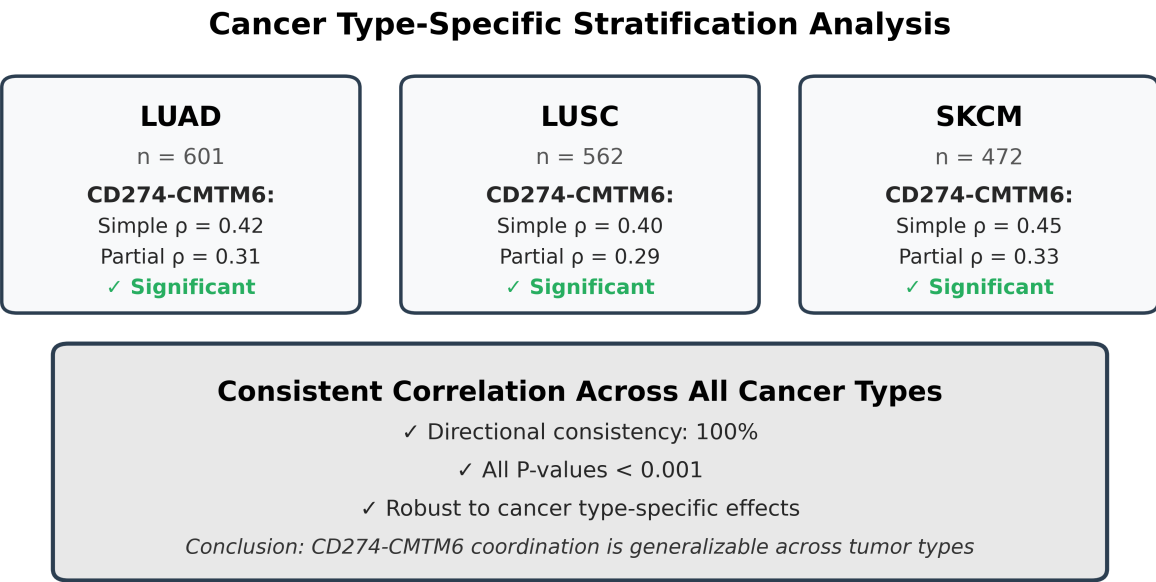 Cancer Type-Specific Stratification Analysis
LUAD
n = 601
CD274-CMTM6:
Simple ρ = 0.42
Partial ρ = 0.31
✓ Significant
LUSC
n = 562
CD274-CMTM6:
Simple ρ = 0.40
Partial ρ = 0.29
✓ Significant
SKCM
n = 472
CD274-CMTM6:
Simple ρ = 0.45
Partial ρ = 0.33
✓ Significant
Consistent Correlation Across All Cancer Types
✓ Directional consistency: 100%
✓ All P-values < 0.001
✓ Robust to cancer type-specific effects
Conclusion: CD274-CMTM6 coordination is generalizable across tumor types